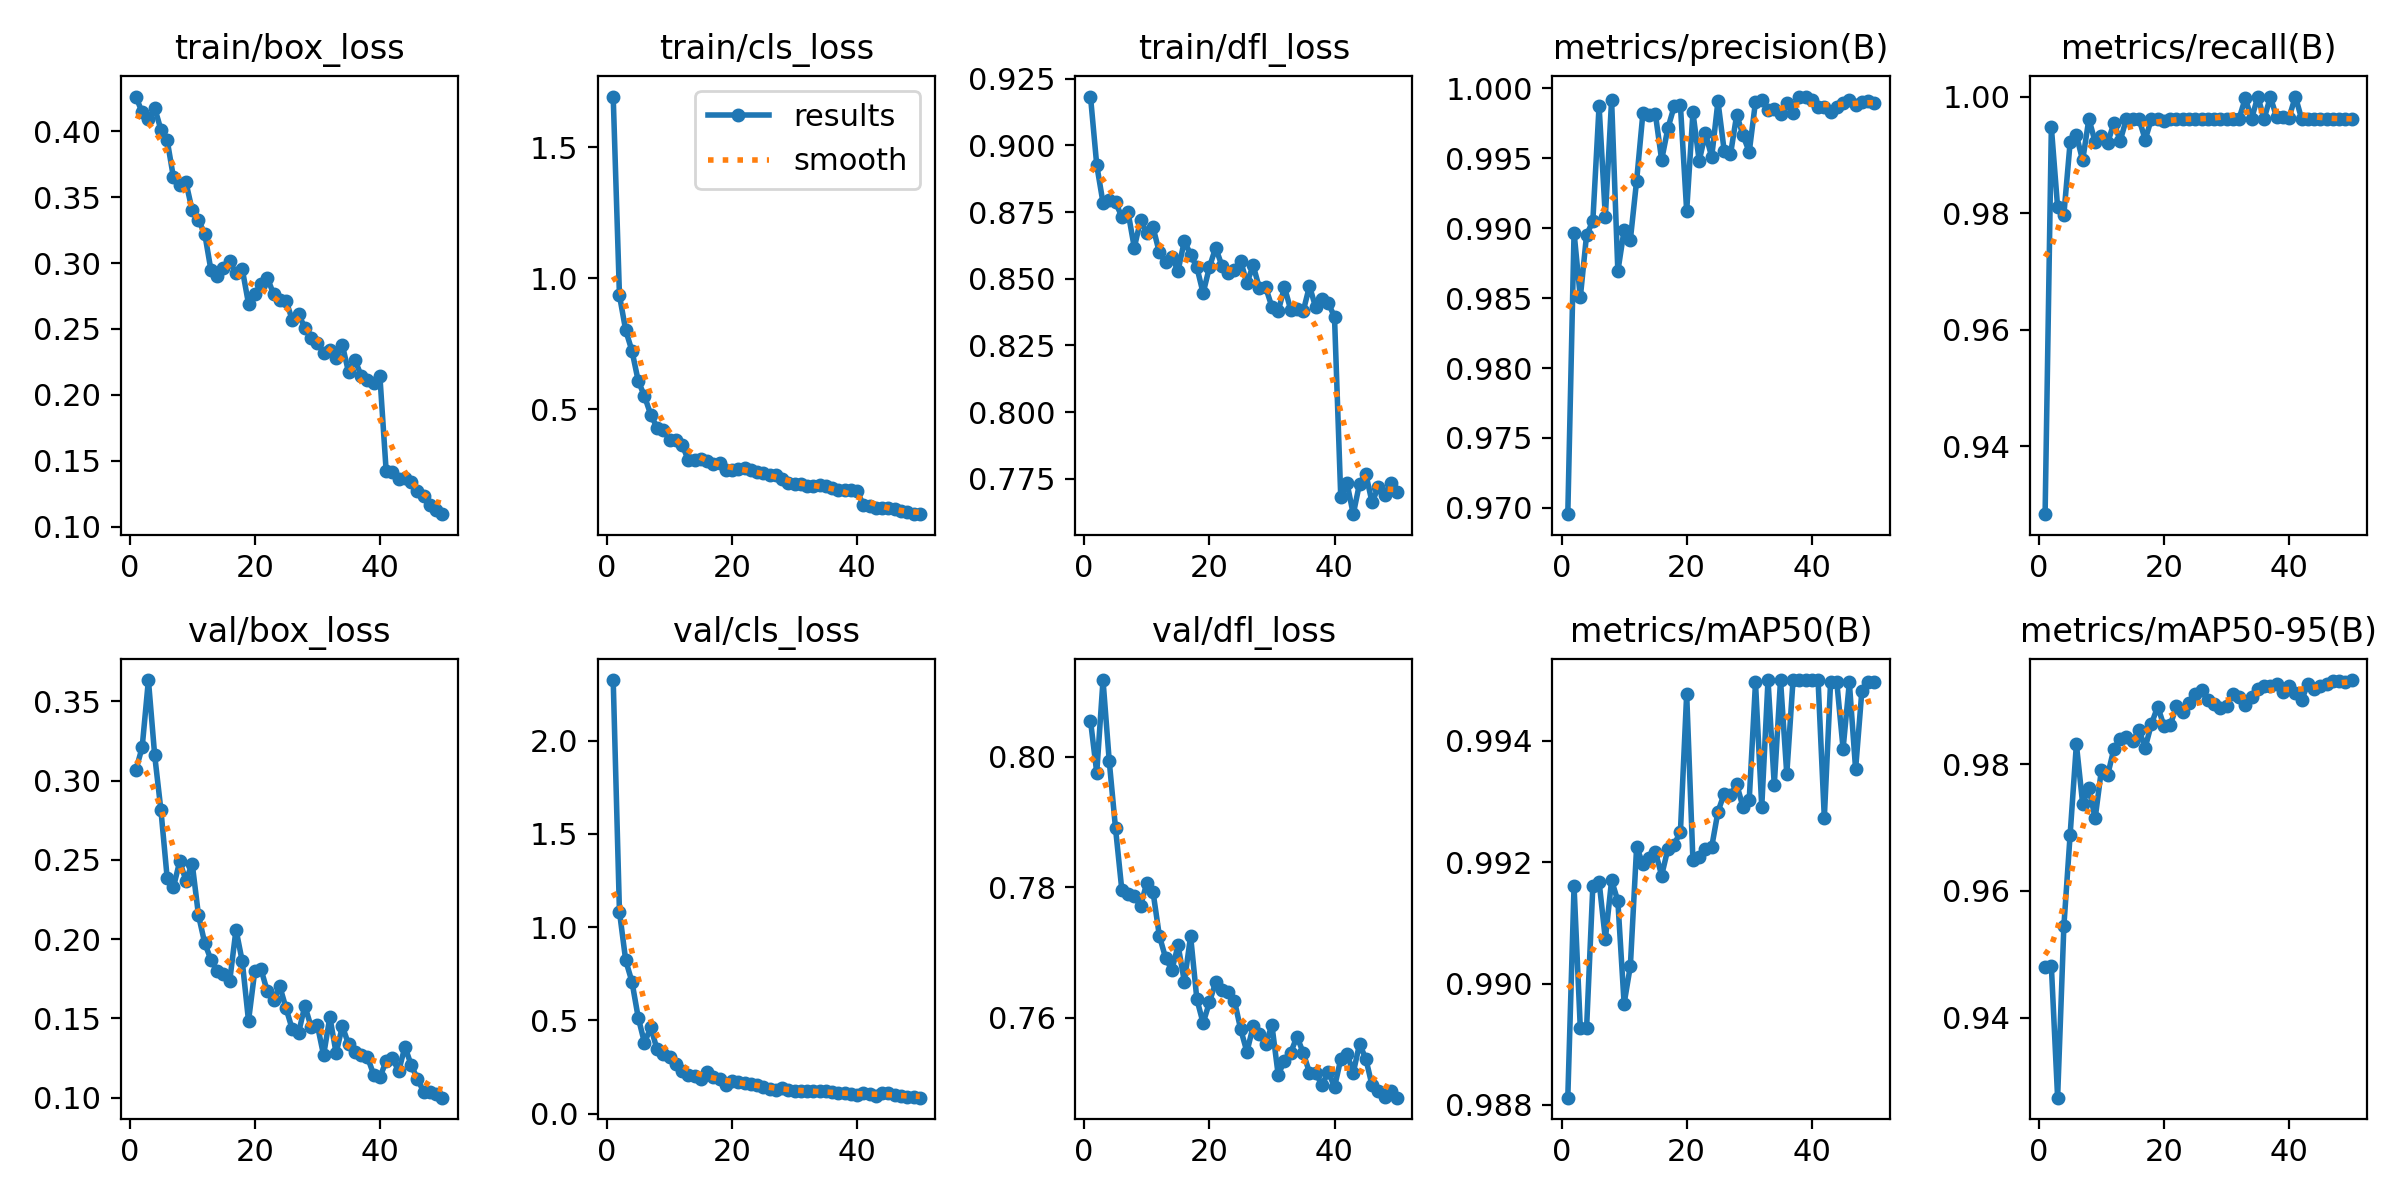 train/box_loss
0.40
0.35
0.30
0.25
0.20
0.15
0.10
0 20 40
train/cls_loss
results
smooth
1.5
1.0
0.5
0 20 40
train/dfl_loss
0.925
0.900
0.875
0.850
0.825
0.800
0.775
0 20 40
metrics/precision(B)
1.000
0.995
0.990
0.985
0.980
0.975
0.970
0 20 40
metrics/recall(B)
1.00
0.98
0.96
0.94
0 20 40
val/box_loss
0.35
0.30
0.25
0.20
0.15
0.10
0 20 40
val/cls_loss
2.0
1.5
1.0
0.5
0.0
0 20 40
val/dfl_loss
0.80
0.78
0.76
0 20 40
metrics/mAP50(B)
0.994
0.992
0.990
0.988
0 20 40
metrics/mAP50-95(B)
0.98
0.96
0.94
0 20 40